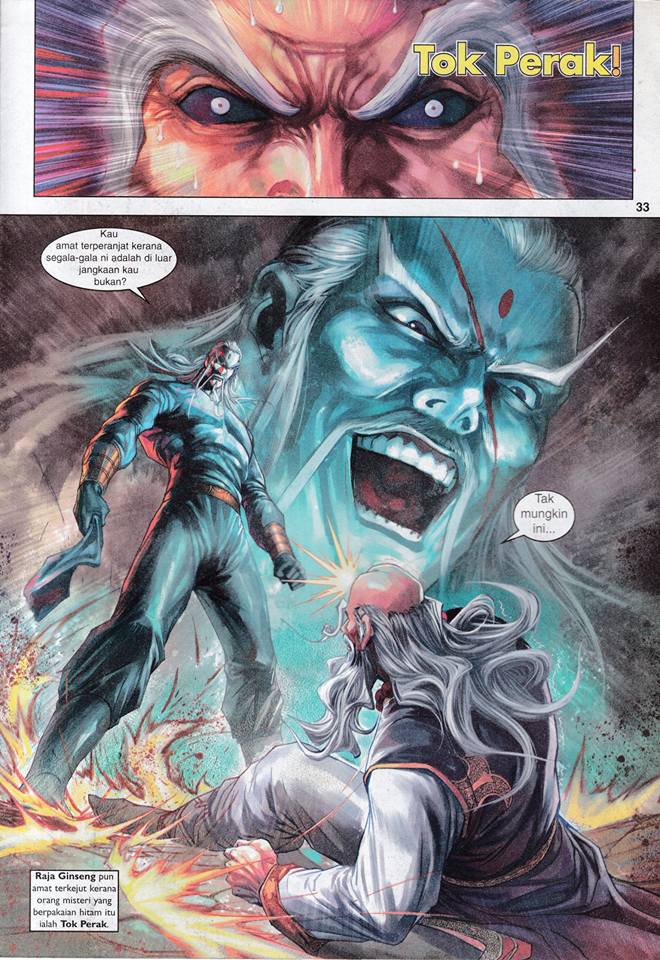 Tok Perak!
33
Kau
amat terperanjat kerana
segala-gala ni adalah di luar
jangkaan kau
bukan?
Tak
mungkin
ini...
Raja Ginseng pun
amat terkejut kerana
orang misteri yang
berpakaian hitam itu
ialah Tok Perak.